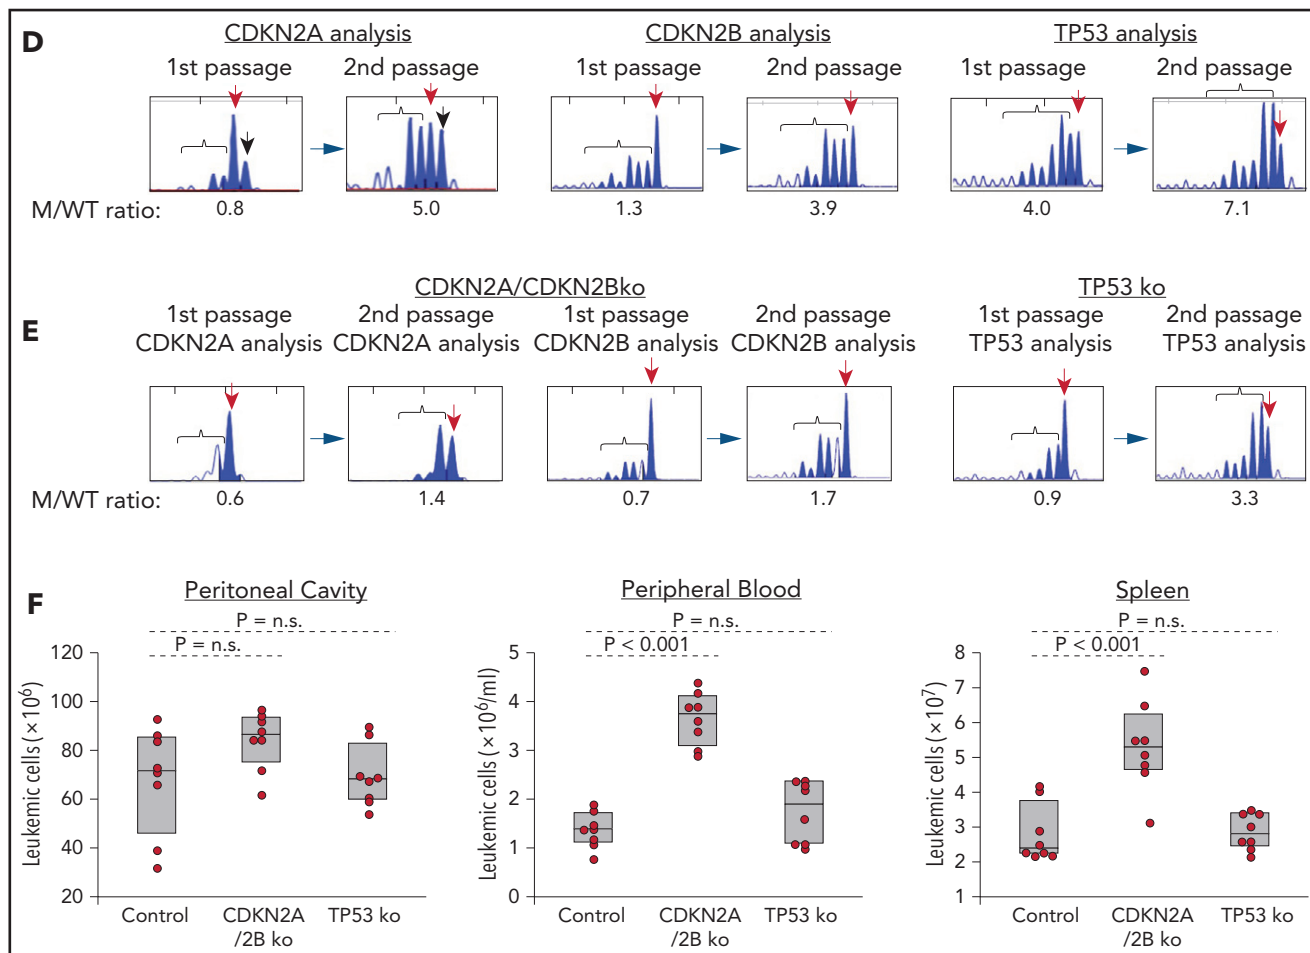 D
CDKN2A analysis
CDKN2B analysis
TP53 analysis
1st passage
2nd passage
1st passage
2nd passage
1st passage
2nd passage
M/WT ratio:
0.8
5.0
1.3
3.9
4.0
7.1
E
CDKN2A/CDKN2Bko
TP53 ko
1st passage
CDKN2A analysis
2nd passage
CDKN2A analysis
1st passage
CDKN2B analysis
2nd passage
CDKN2B analysis
1st passage
TP53 analysis
2nd passage
TP53 analysis
M/WT ratio:
0.6
1.4
0.7
1.7
0.9
3.3
F
Peritoneal Cavity
P = n.s.
P = n.s.
Leukemic cells (×10⁶)
120
100
80
60
40
20
Control
CDKN2A
/2B ko
TP53 ko
Peripheral Blood
P = n.s.
P < 0.001
Leukemic cells (×10⁶/ml)
5
4
3
2
1
0
Control
CDKN2A
/2B ko
TP53 ko
Spleen
P = n.s.
P < 0.001
Leukemic cells (×10⁷)
8
7
6
5
4
3
2
1
Control
CDKN2A
/2B ko
TP53 ko